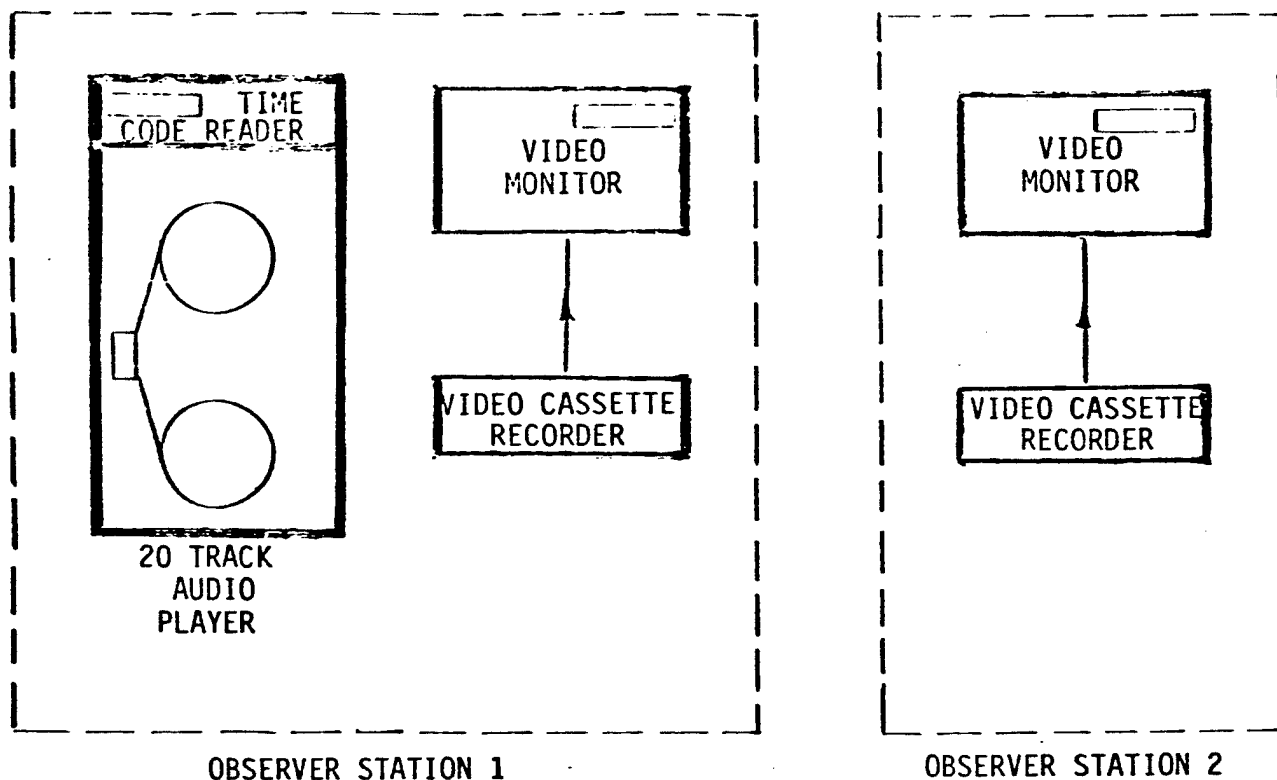 TIME
CODE READER
20 TRACK
AUDIO
PLAYER
VIDEO
MONITOR
VIDEO CASSETTE
RECORDER
OBSERVER STATION 1
VIDEO
MONITOR
VIDEO CASSETTE
RECORDER
OBSERVER STATION 2